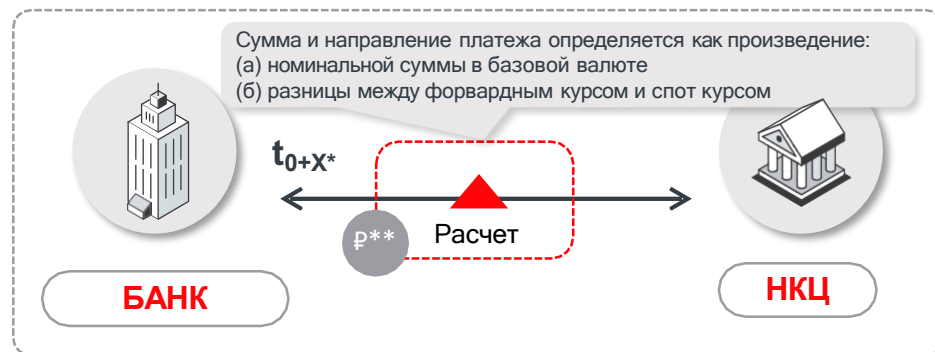 Сумма и направление платежа определяется как произведение:
(а) номинальной суммы в базовой валюте
(б) разницы между форвардным курсом и спот курсом
t0+X*
₽**
Расчет
БАНК
НКЦ